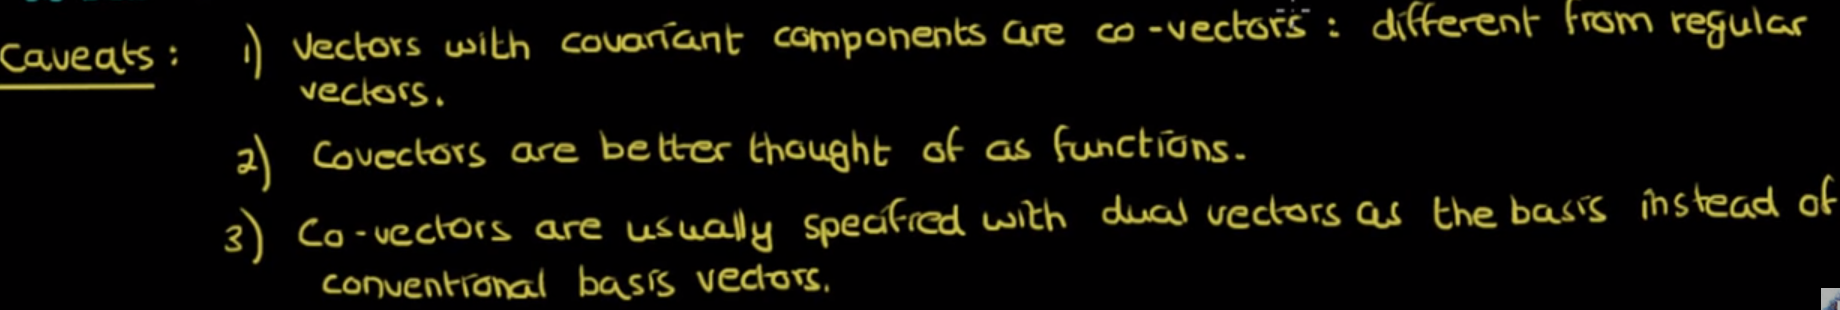 Caveats: 1) Vectors with covariant components are co-vectors: different from regular
vectors.
2) Covectors are better thought of as functions.
3) Co-vectors are usually specified with dual vectors as the basis instead of
conventional basis vectors.